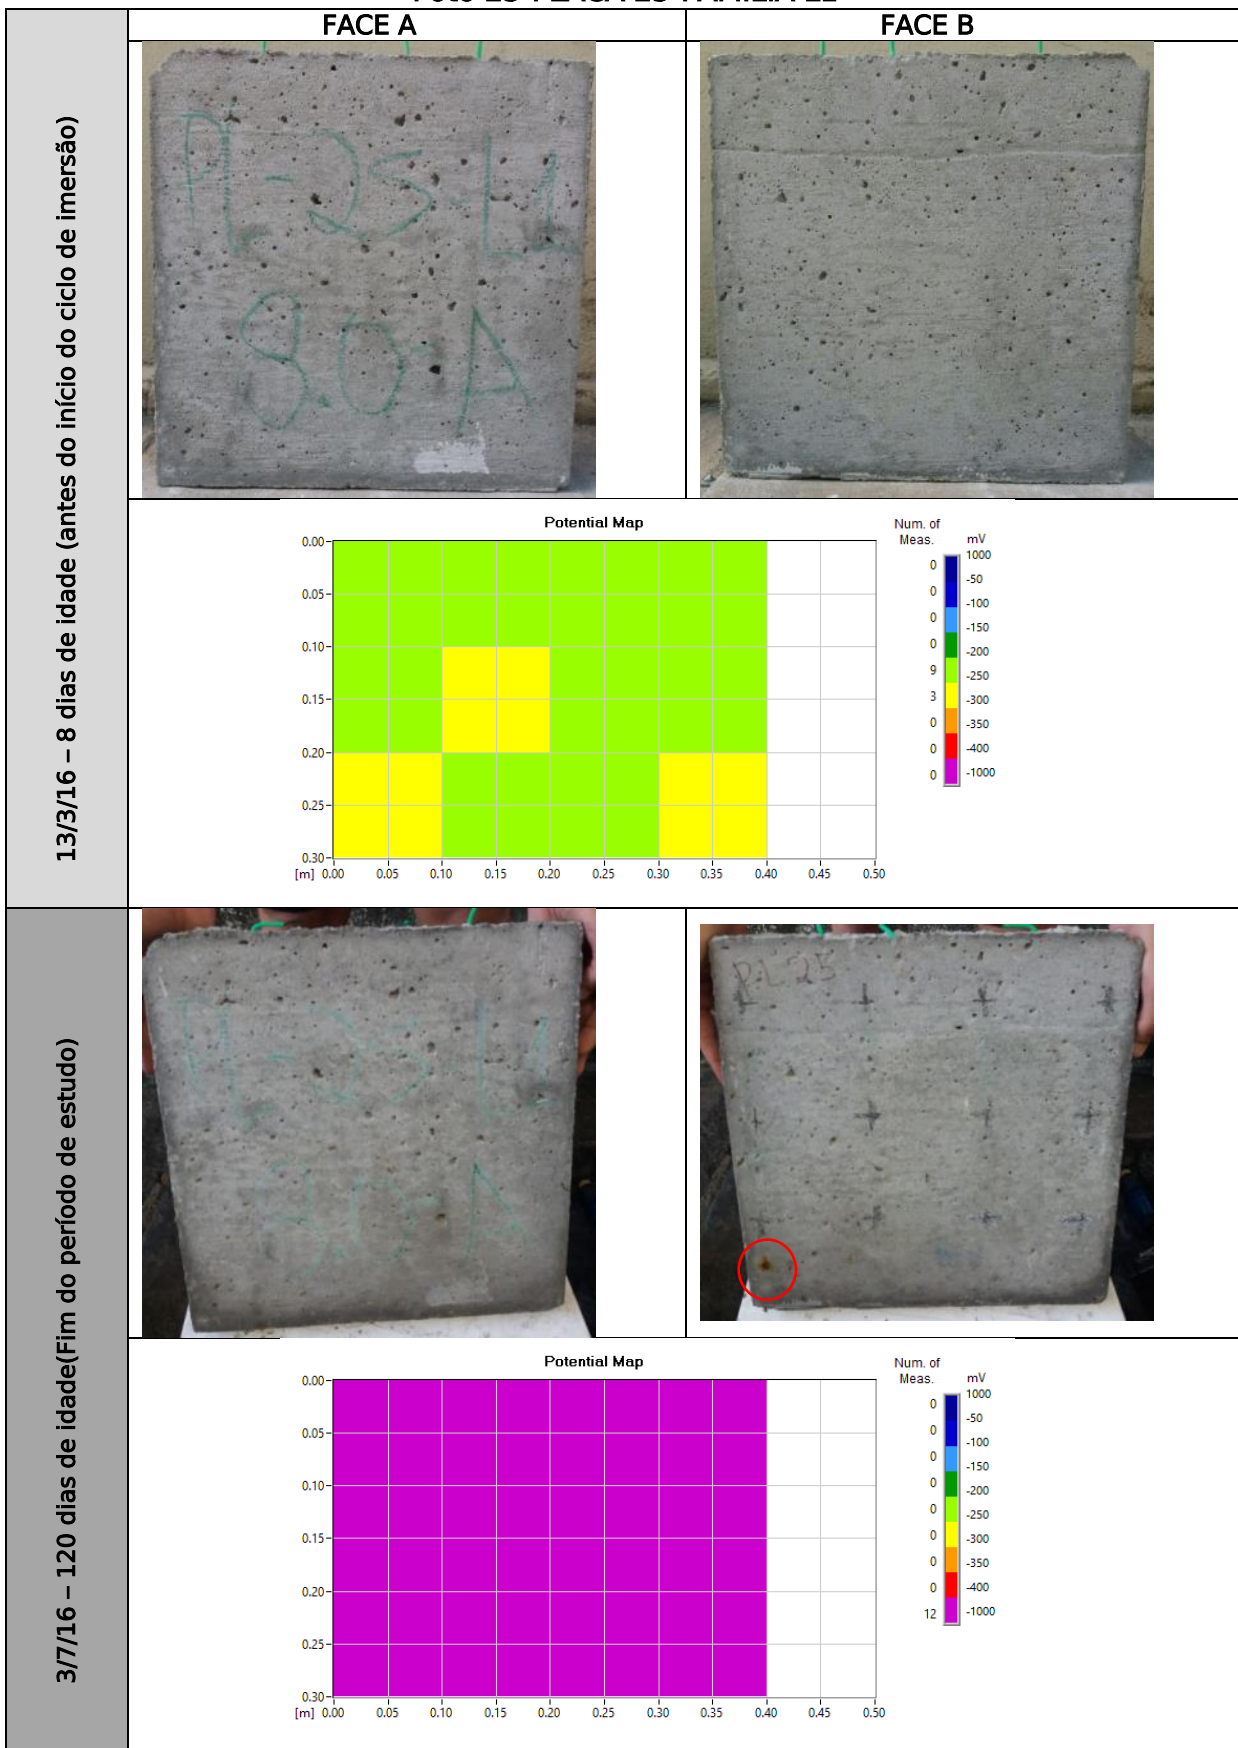 FACE A
FACE B
13/3/16 – 8 dias de idade (antes do início do ciclo de imersão)
PL-25-L1
8.0-A
Potential Map
Num. of
Meas.
mV
0.00
0.05
0.10
0.15
0.20
0.25
0.30
[m] 0.00 0.05 0.10 0.15 0.20 0.25 0.30 0.35 0.40 0.45 0.50
1000
0
-50
0
-100
0
-150
0
-200
9
-250
3
-300
0
-350
0
-400
0
-1000
3/7/16 – 120 dias de idade(Fim do período de estudo)
PL-25-L1
PL 25
Potential Map
Num. of
Meas.
mV
0.00
0.05
0.10
0.15
0.20
0.25
0.30
[m] 0.00 0.05 0.10 0.15 0.20 0.25 0.30 0.35 0.40 0.45 0.50
1000
0
-50
0
-100
0
-150
0
-200
0
-250
0
-300
0
-350
0
-400
12
-1000